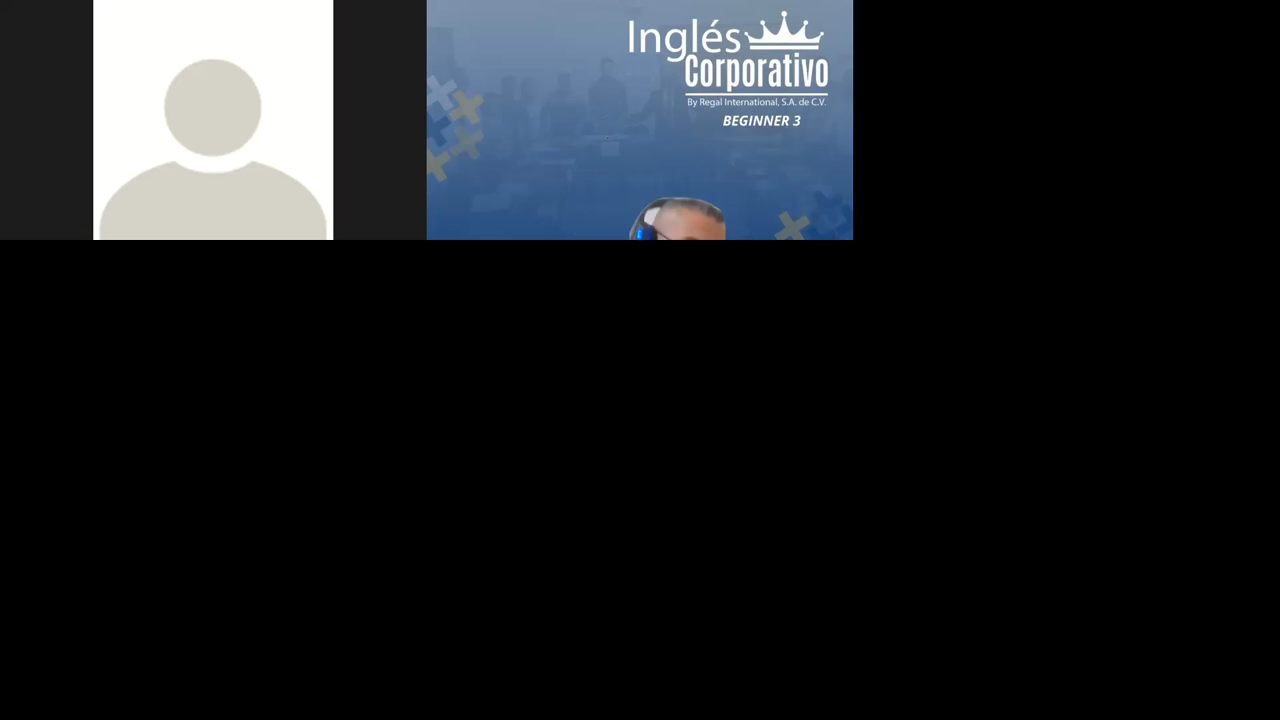 Inglés
Corporativo
By Regal International, S.A. de C.V.
BEGINNER 3